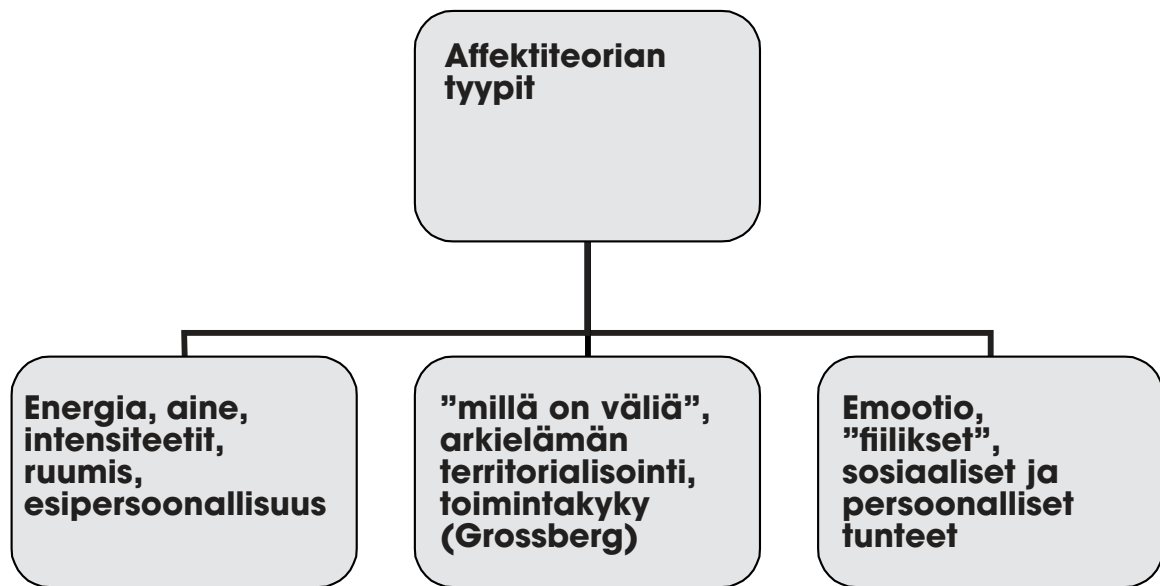 Affektiteorian
tyypit
Energia, aine,
intensiteetit,
ruumis,
esipersoonallisuus
”millä on väliä”,
arkielämän
territorialisointi,
toimintakyky
(Grossberg)
Emootio,
”fiilikset”,
sosiaaliset ja
persoonalliset
tunteet